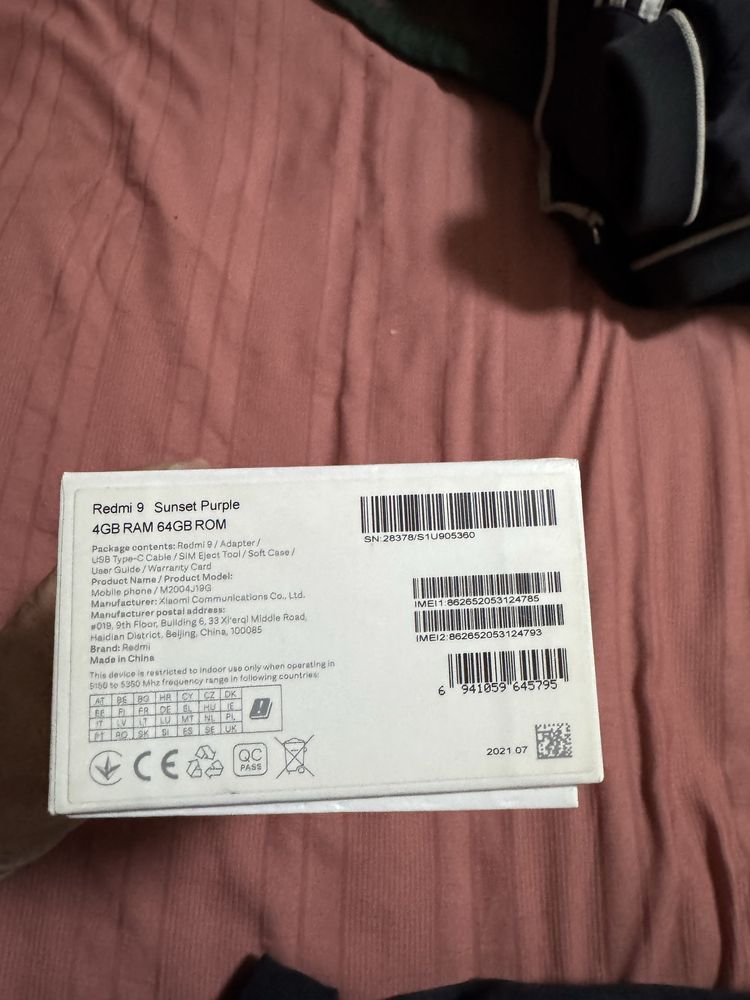 Redmi 9 Sunset Purple
4GB RAM 64GB ROM
Package contents: Redmi 9 / Adapter /
USB Type-C Cable / SIM Eject Tool / Soft Case /
User Guide / Warranty Card
Product Name / Product Model:
Mobile phone / M2004J19G
Manufacturer: Xiaomi Communications Co., Ltd.
Manufacturer postal address:
#019, 9th Floor, Building 6, 33 Xi'erqi Middle Road,
Haidian District, Beijing, China, 100085
Brand: Redmi
Made in China
This device is restricted to indoor use only when operating in
5150 to 5350 Mhz frequency range in following countries:
AT BE BG HR CY CZ DK
EE FI FR DE EL HU IE
IT LV LT LU MT NL PL
PT RO SK SI ES SE UK
CE
QC
PASS
SN:28378/S1U905360
IMEI1:862652053124785
IMEI2:862652053124793
6 941059 645795
2021.07